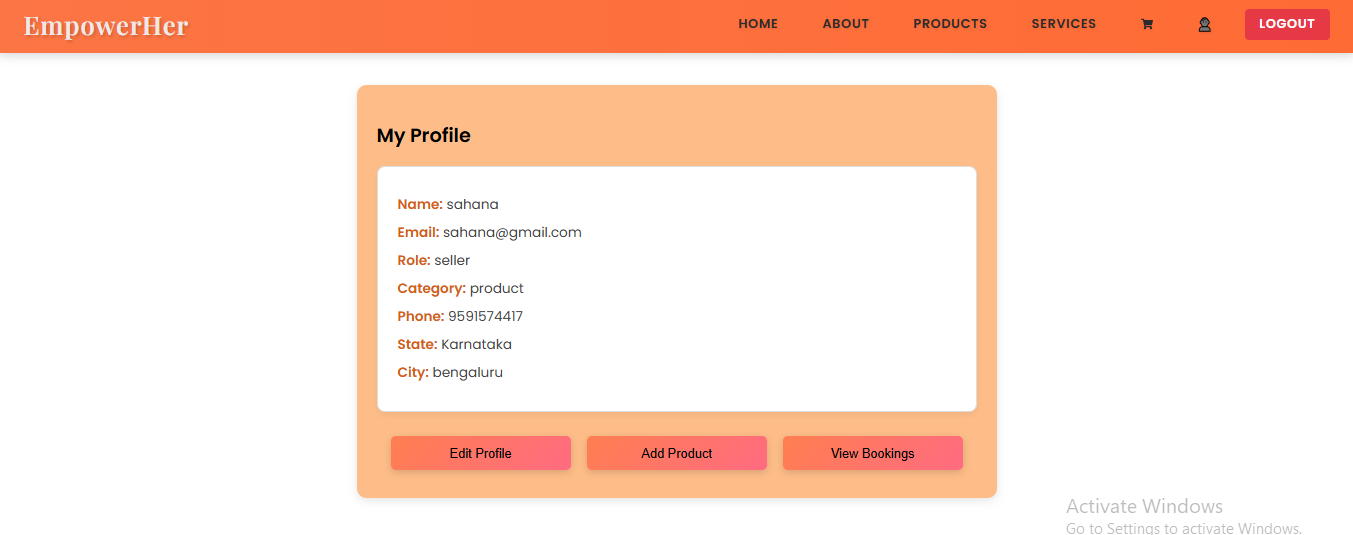 EmpowerHer HOME ABOUT PRODUCTS SERVICES LOGOUT
My Profile
Name: sahana
Email: sahana@gmail.com
Role: seller
Category: product
Phone: 9591574417
State: Karnataka
City: bengaluru
Edit Profile Add Product View Bookings
Activate Windows
Go to Settings to activate Windows.